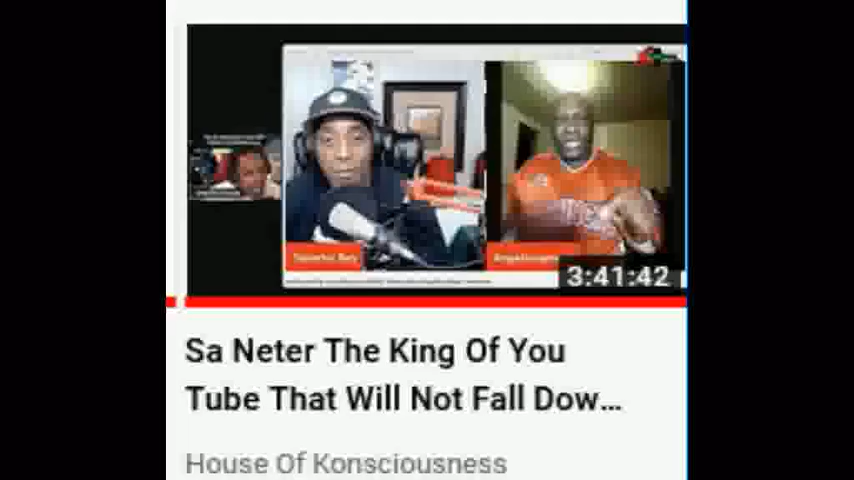 3:41:42
Sa Neter The King Of You
Tube That Will Not Fall Dow...
House Of Konsciousness